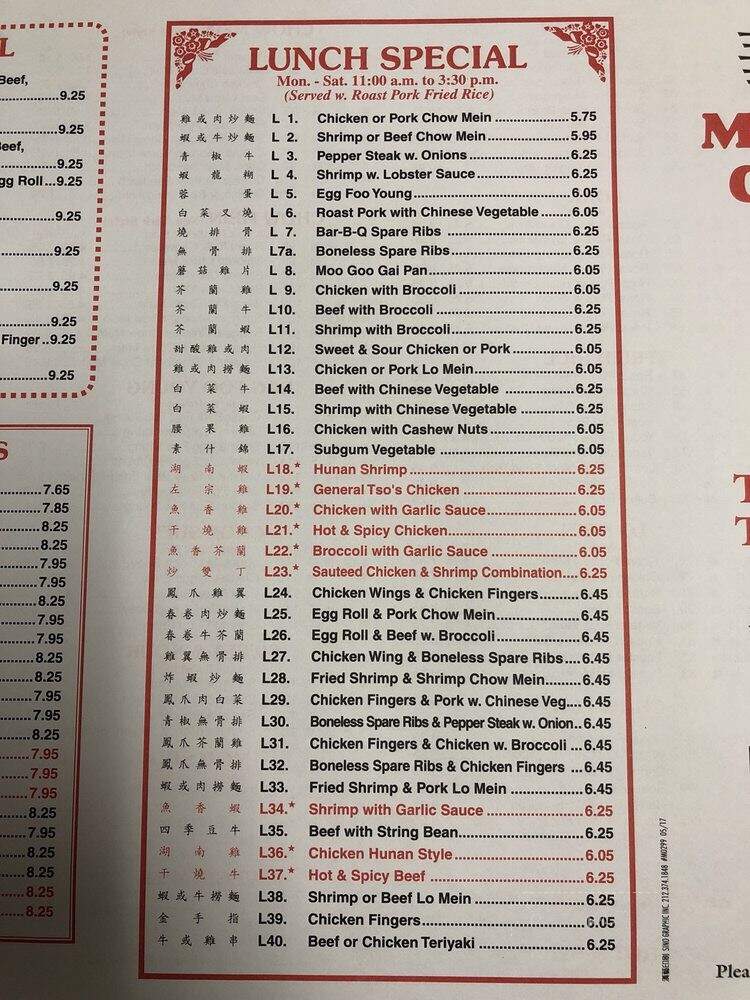 L
Beef,
9.25
9.25
Beef,
9.25
gg Roll...9.25
9.25
9.25
9.25
9.25
Finger..9.25
9.25
S
7.65
7.85
8.25
8.25
7.95
7.95
8.25
7.95
7.95
8.25
8.25
7.95
7.95
8.25
7.95
7.95
7.95
8.25
7.95
8.25
8.25
8.25
8.25
LUNCH SPECIAL
Mon. - Sat. 11:00 a.m. to 3:30 p.m.
(Served w. Roast Pork Fried Rice)
雞或肉炒麵 L 1. Chicken or Pork Chow Mein 5.75
蝦或牛炒麵 L 2. Shrimp or Beef Chow Mein 5.95
青椒牛 L 3. Pepper Steak w. Onions 6.25
蝦龍糊 L 4. Shrimp w. Lobster Sauce 6.25
蓉蛋 L 5. Egg Foo Young 6.05
白菜叉燒 L 6. Roast Pork with Chinese Vegetable 6.05
燒排骨 L 7. Bar-B-Q Spare Ribs 6.25
無骨排 L7a. Boneless Spare Ribs 6.25
蘑菇雞片 L 8. Moo Goo Gai Pan 6.05
芥蘭雞 L 9. Chicken with Broccoli 6.05
芥蘭牛 L10. Beef with Broccoli 6.25
芥蘭蝦 L11. Shrimp with Broccoli 6.25
甜酸雞或肉 L12. Sweet & Sour Chicken or Pork 6.05
雞或肉撈麵 L13. Chicken or Pork Lo Mein 6.05
白菜牛 L14. Beef with Chinese Vegetable 6.25
白菜蝦 L15. Shrimp with Chinese Vegetable 6.25
腰果雞 L16. Chicken with Cashew Nuts 6.05
素什錦 L17. Subgum Vegetable 6.05
湖南蝦 L18.* Hunan Shrimp 6.25
左宗雞 L19.* General Tso's Chicken 6.25
魚香雞 L20.* Chicken with Garlic Sauce 6.05
干燒雞 L21.* Hot & Spicy Chicken 6.05
魚香芥蘭 L22.* Broccoli with Garlic Sauce 6.05
炒雙丁 L23.* Sauteed Chicken & Shrimp Combination 6.25
鳳爪雞翼 L24. Chicken Wings & Chicken Fingers 6.45
春卷肉炒麵 L25. Egg Roll & Pork Chow Mein 6.45
春卷牛芥蘭 L26. Egg Roll & Beef w. Broccoli 6.45
雞翼無骨排 L27. Chicken Wing & Boneless Spare Ribs 6.45
炸蝦炒麵 L28. Fried Shrimp & Shrimp Chow Mein 6.45
鳳爪肉白菜 L29. Chicken Fingers & Pork w. Chinese Veg. 6.45
青椒無骨排 L30. Boneless Spare Ribs & Pepper Steak w. Onion 6.45
鳳爪芥蘭雞 L31. Chicken Fingers & Chicken w. Broccoli 6.45
鳳爪無骨排 L32. Boneless Spare Ribs & Chicken Fingers 6.45
蝦或肉撈麵 L33. Fried Shrimp & Pork Lo Mein 6.45
魚香蝦 L34.* Shrimp with Garlic Sauce 6.25
四季豆牛 L35. Beef with String Bean 6.25
湖南雞 L36.* Chicken Hunan Style 6.05
干燒牛 L37.* Hot & Spicy Beef 6.25
蝦或牛撈麵 L38. Shrimp or Beef Lo Mein 6.25
金手指 L39. Chicken Fingers 6.05
牛或雞串 L40. Beef or Chicken Teriyaki 6.25
SINO GRAPHIC INC. 212.374.1848 #M0299 05/17
M
T
T
Plea